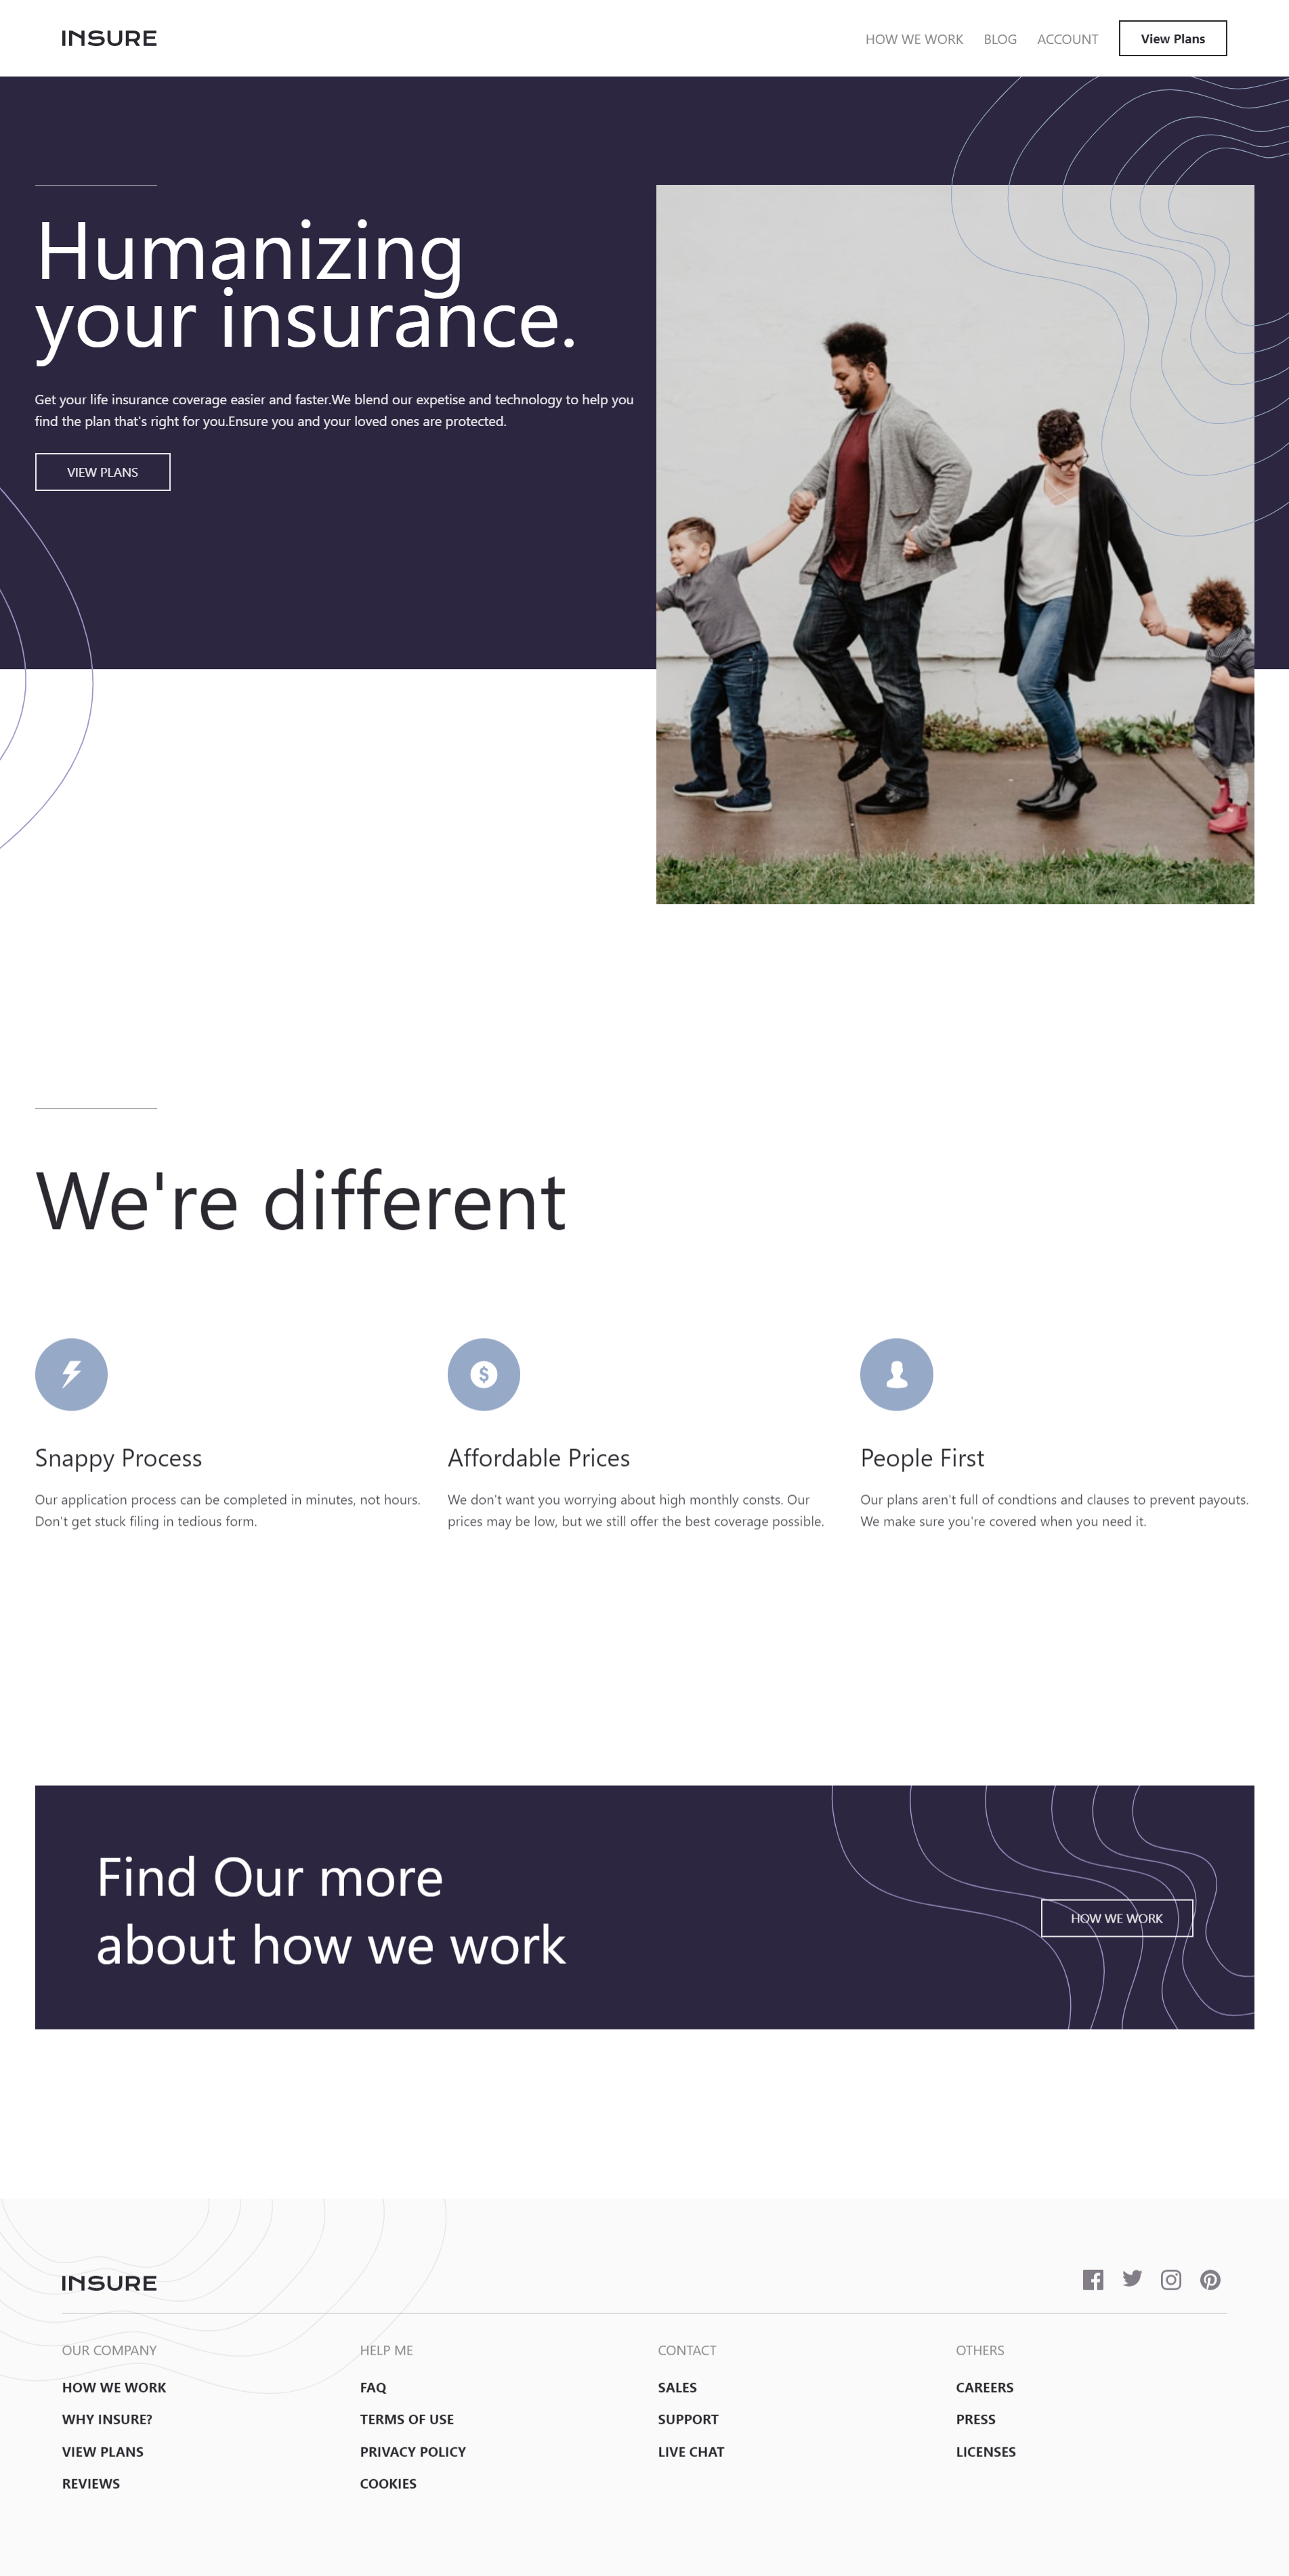 INSURE
HOW WE WORK BLOG ACCOUNT View Plans
Humanizing
your insurance.
Get your life insurance coverage easier and faster.We blend our expetise and technology to help you
find the plan that's right for you.Ensure you and your loved ones are protected.
VIEW PLANS
We're different
Snappy Process
Our application process can be completed in minutes, not hours.
Don't get stuck filing in tedious form.
Affordable Prices
We don't want you worrying about high monthly consts. Our
prices may be low, but we still offer the best coverage possible.
People First
Our plans aren't full of condtions and clauses to prevent payouts.
We make sure you're covered when you need it.
Find Our more
about how we work
HOW WE WORK
INSURE
OUR COMPANY
HOW WE WORK
WHY INSURE?
VIEW PLANS
REVIEWS
HELP ME
FAQ
TERMS OF USE
PRIVACY POLICY
COOKIES
CONTACT
SALES
SUPPORT
LIVE CHAT
OTHERS
CAREERS
PRESS
LICENSES